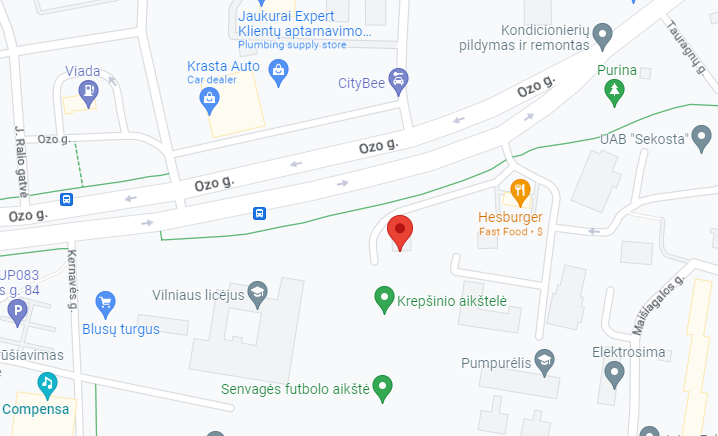 Jaukurai Expert
Klientų aptarnavimo...
Plumbing supply store
Kondicionierių
pildymas ir remontas
Tauragnų g.
Viada
Krasta Auto
Car dealer
CityBee
Purina
Ozo g.
J. Ralio gatvė
Ozo g.
Ozo g.
UAB "Sekosta"
Ozo g.
Ozo g.
Hesburger
Fast Food • $
Kernavės g.
UP083
s g. 84
P
Vilniaus licėjus
Krepšinio aikštelė
Maišiagalos g.
Blusų turgus
rūšiavimas
Pumpurėlis
Elektrosima
Senvagės futbolo aikštė
Compensa